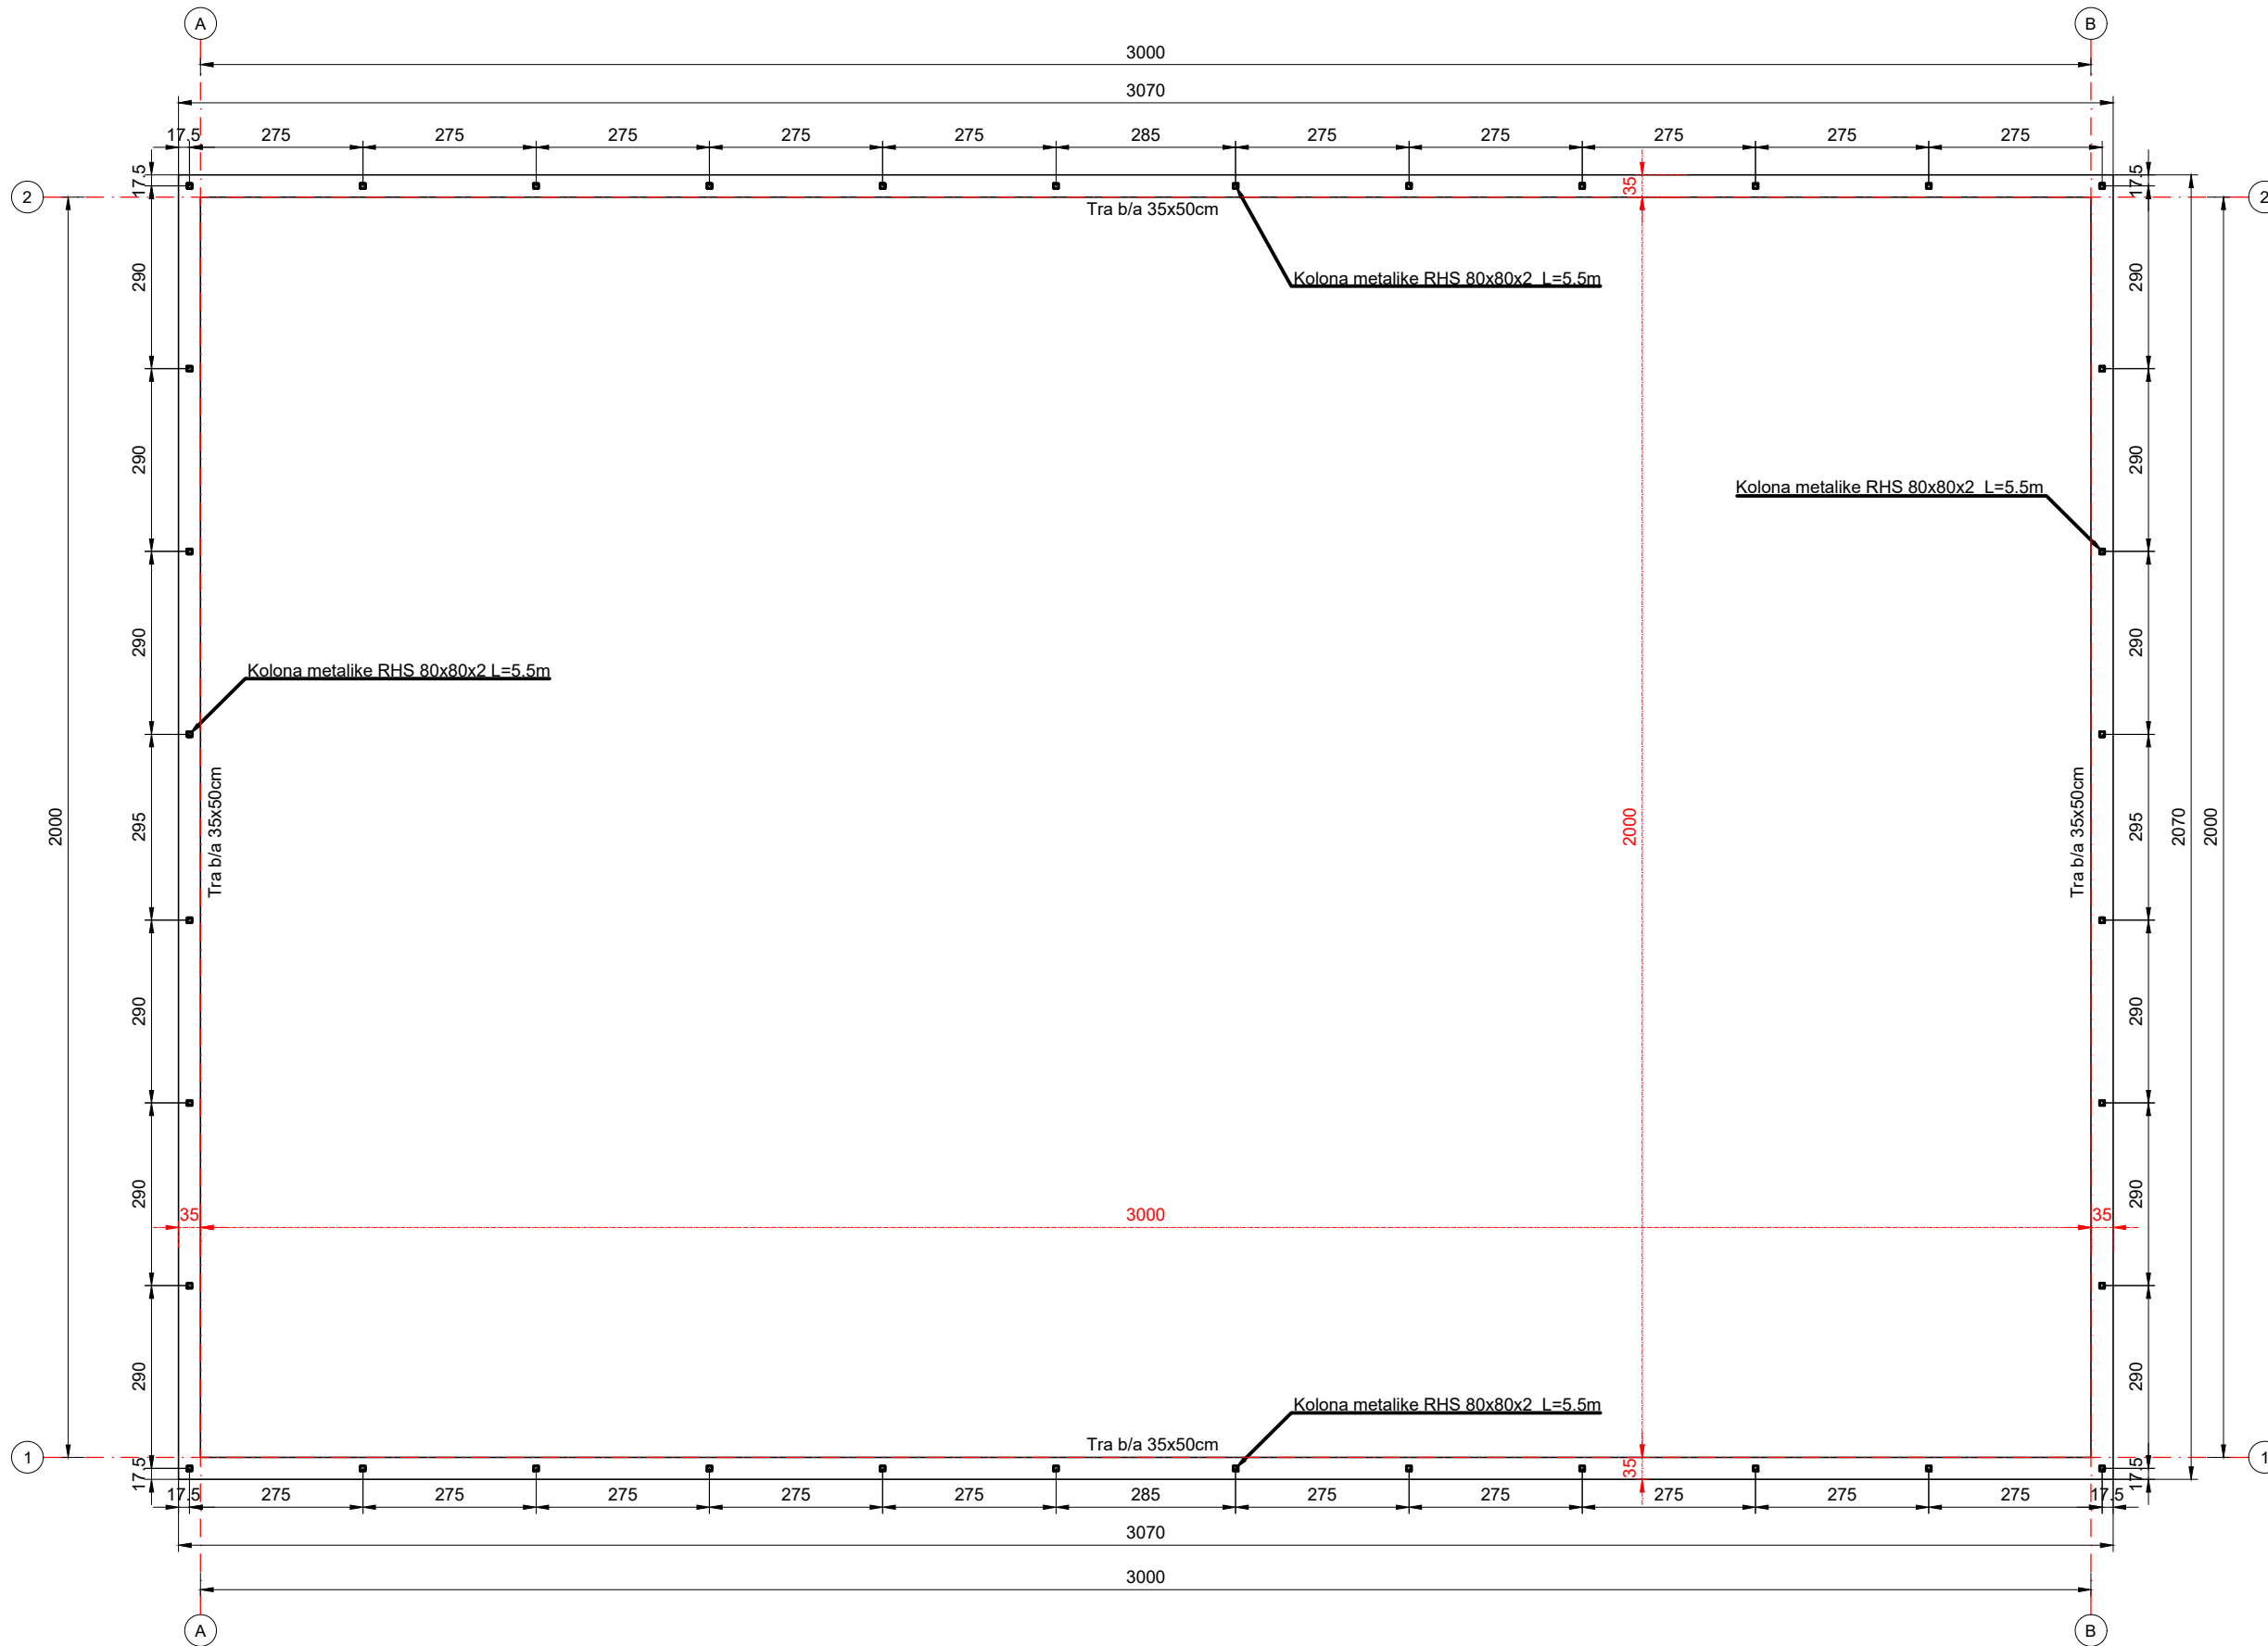 A B
3000
3070
17.5 275 275 275 275 275 285 275 275 275 275 275
17.5 35 17.5
2 2
Tra b/a 35x50cm
290 Kolona metalike RHS 80x80x2 L=5.5m 290
290 Kolona metalike RHS 80x80x2 L=5.5m 290
290 Kolona metalike RHS 80x80x2 L=5.5m 290
2000 295 Tra b/a 35x50cm 2000 Tra b/a 35x50cm 295 2070 2000
290 290
290 290
35 3000 35
290 290
Kolona metalike RHS 80x80x2 L=5.5m
Tra b/a 35x50cm
1 1
17.5 35 17.5
17.5 275 275 275 275 275 285 275 275 275 275 275 17.5
3070
3000
A B